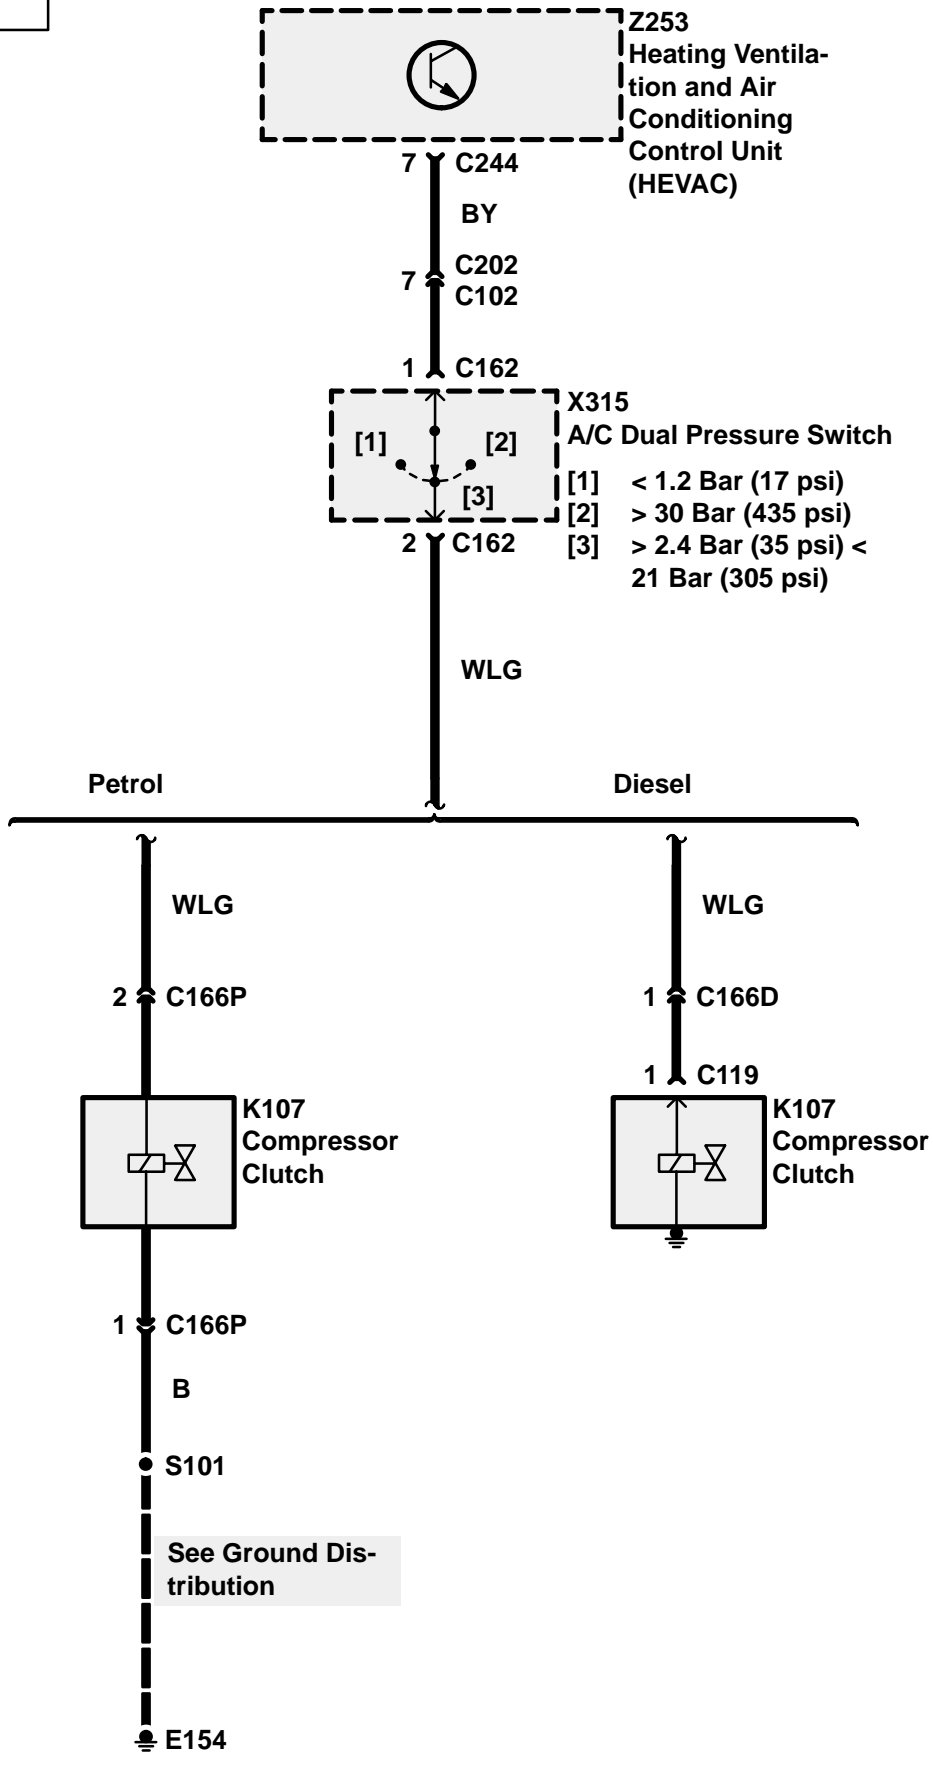 Z253
Heating Ventila-
tion and Air
Conditioning
Control Unit
(HEVAC)
7 C244
BY
7 C202
C102
1 C162
X315
A/C Dual Pressure Switch
[1] [2]
[3]
[1] < 1.2 Bar (17 psi)
[2] > 30 Bar (435 psi)
[3] > 2.4 Bar (35 psi) <
21 Bar (305 psi)
2 C162
WLG
Petrol Diesel
WLG WLG
2 C166P 1 C166D
1 C119
K107 K107
Compressor Compressor
Clutch Clutch
1 C166P
B
S101
See Ground Dis-
tribution
E154